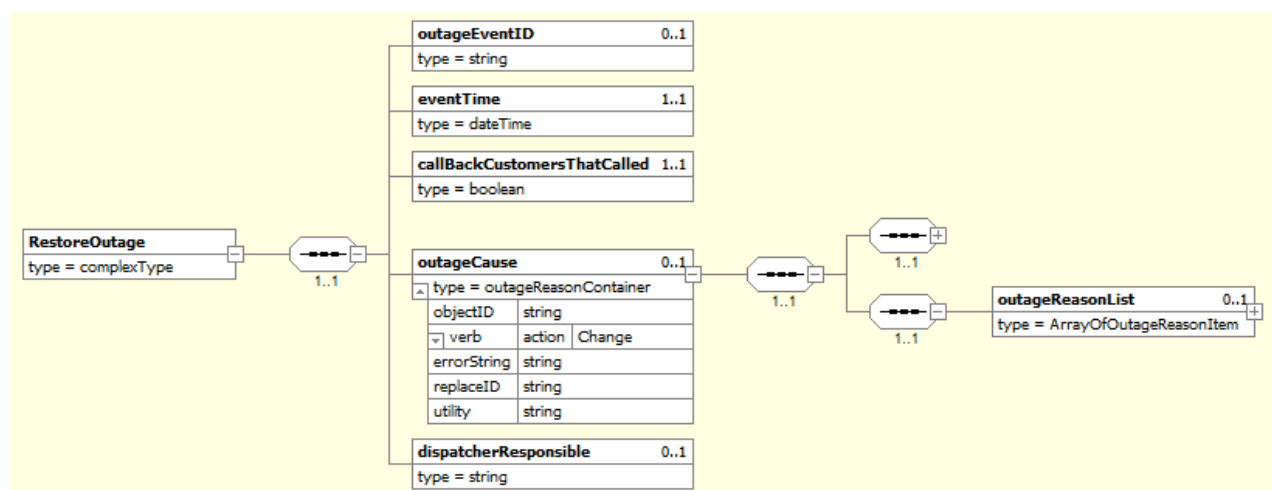 outageEventID 0..1
type = string
eventTime 1..1
type = dateTime
callBackCustomersThatCalled 1..1
type = boolean
RestoreOutage
type = complexType
1..1
outageCause 0..1
type = outageReasonContainer
objectID string
verb action Change
errorString string
replaceID string
utility string
1..1
1..1
1..1
outageReasonList 0..1
type = ArrayOfOutageReasonItem
dispatcherResponsible 0..1
type = string